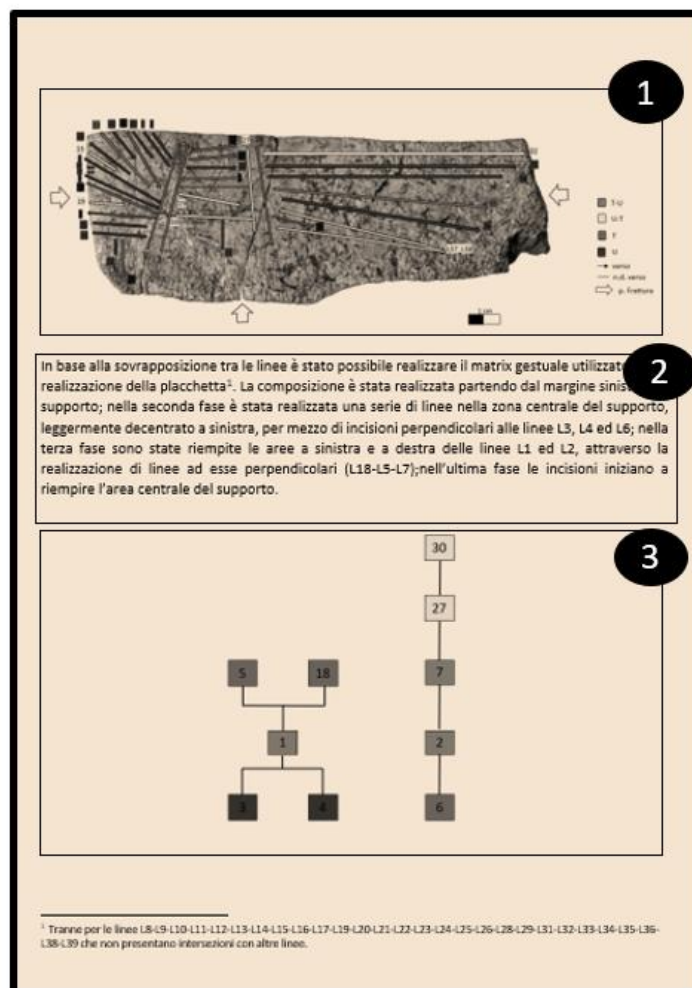 1
T-U
U-T
T
U
verso
n.d. verso
p. frattura
1 cm
2
In base alla sovrapposizione tra le linee è stato possibile realizzare il matrix gestuale
realizzazione della placchetta¹. La composizione è stata realizzata partendo dal margine
supporto; nella seconda fase è stata realizzata una serie di linee nella zona centrale del supporto,
leggermente decentrato a sinistra, per mezzo di incisioni perpendicolari alle linee L3, L4 ed L6; nella
terza fase sono state riempite le aree a sinistra e a destra delle linee L1 ed L2, attraverso la
realizzazione di linee ad esse perpendicolari (L18-L5-L7);nell'ultima fase le incisioni iniziano a
riempire l'area centrale del supporto.
3
30
27
5 18 7
1 2
3 4 6
¹ Tranne per le linee L8-L9-L10-L11-L12-L13-L14-L15-L16-L17-L19-L20-L21-L22-L23-L24-L25-L26-L28-L29-L31-L32-L33-L34-L35-L36-
L38-L39 che non presentano intersezioni con altre linee.